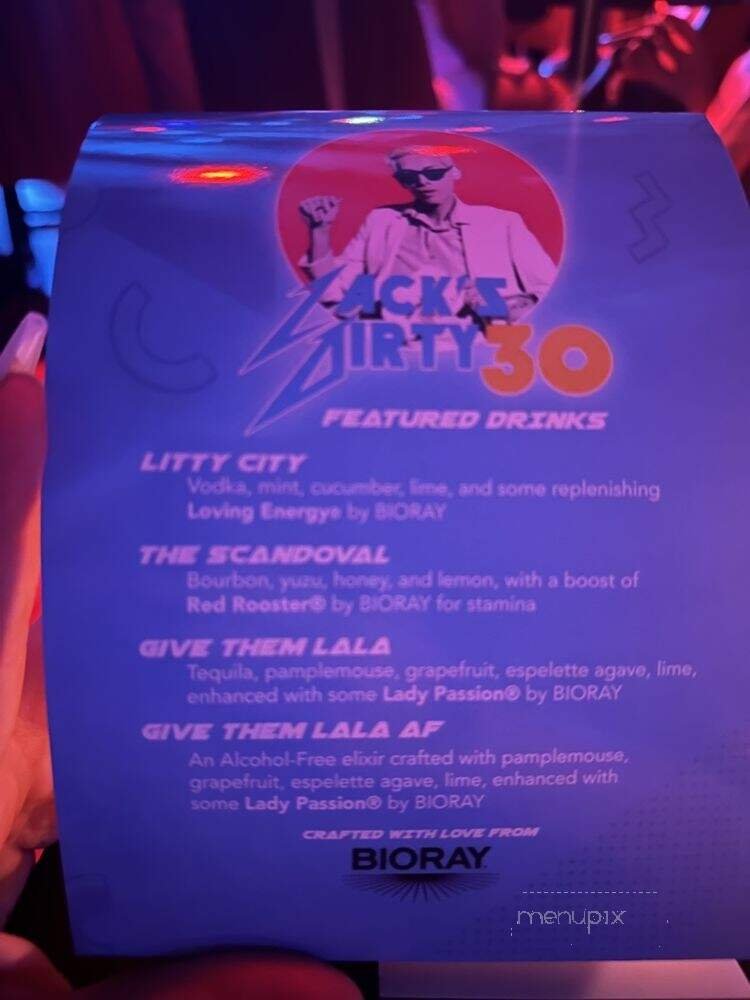 ZACK'S
DIRTY 30
FEATURED DRINKS
LITTY CITY
Vodka, mint, cucumber, lime, and some replenishing
Loving Energy® by BIORAY
THE SCANDOVAL
Bourbon, yuzu, honey, and lemon, with a boost of
Red Rooster® by BIORAY for stamina
GIVE THEM LALA
Tequila, pamplemouse, grapefruit, espelette agave, lime,
enhanced with some Lady Passion® by BIORAY
GIVE THEM LALA AF
An Alcohol-Free elixir crafted with pamplemouse,
grapefruit, espelette agave, lime, enhanced with
some Lady Passion® by BIORAY
CRAFTED WITH LOVE FROM
BIORAY
menupix